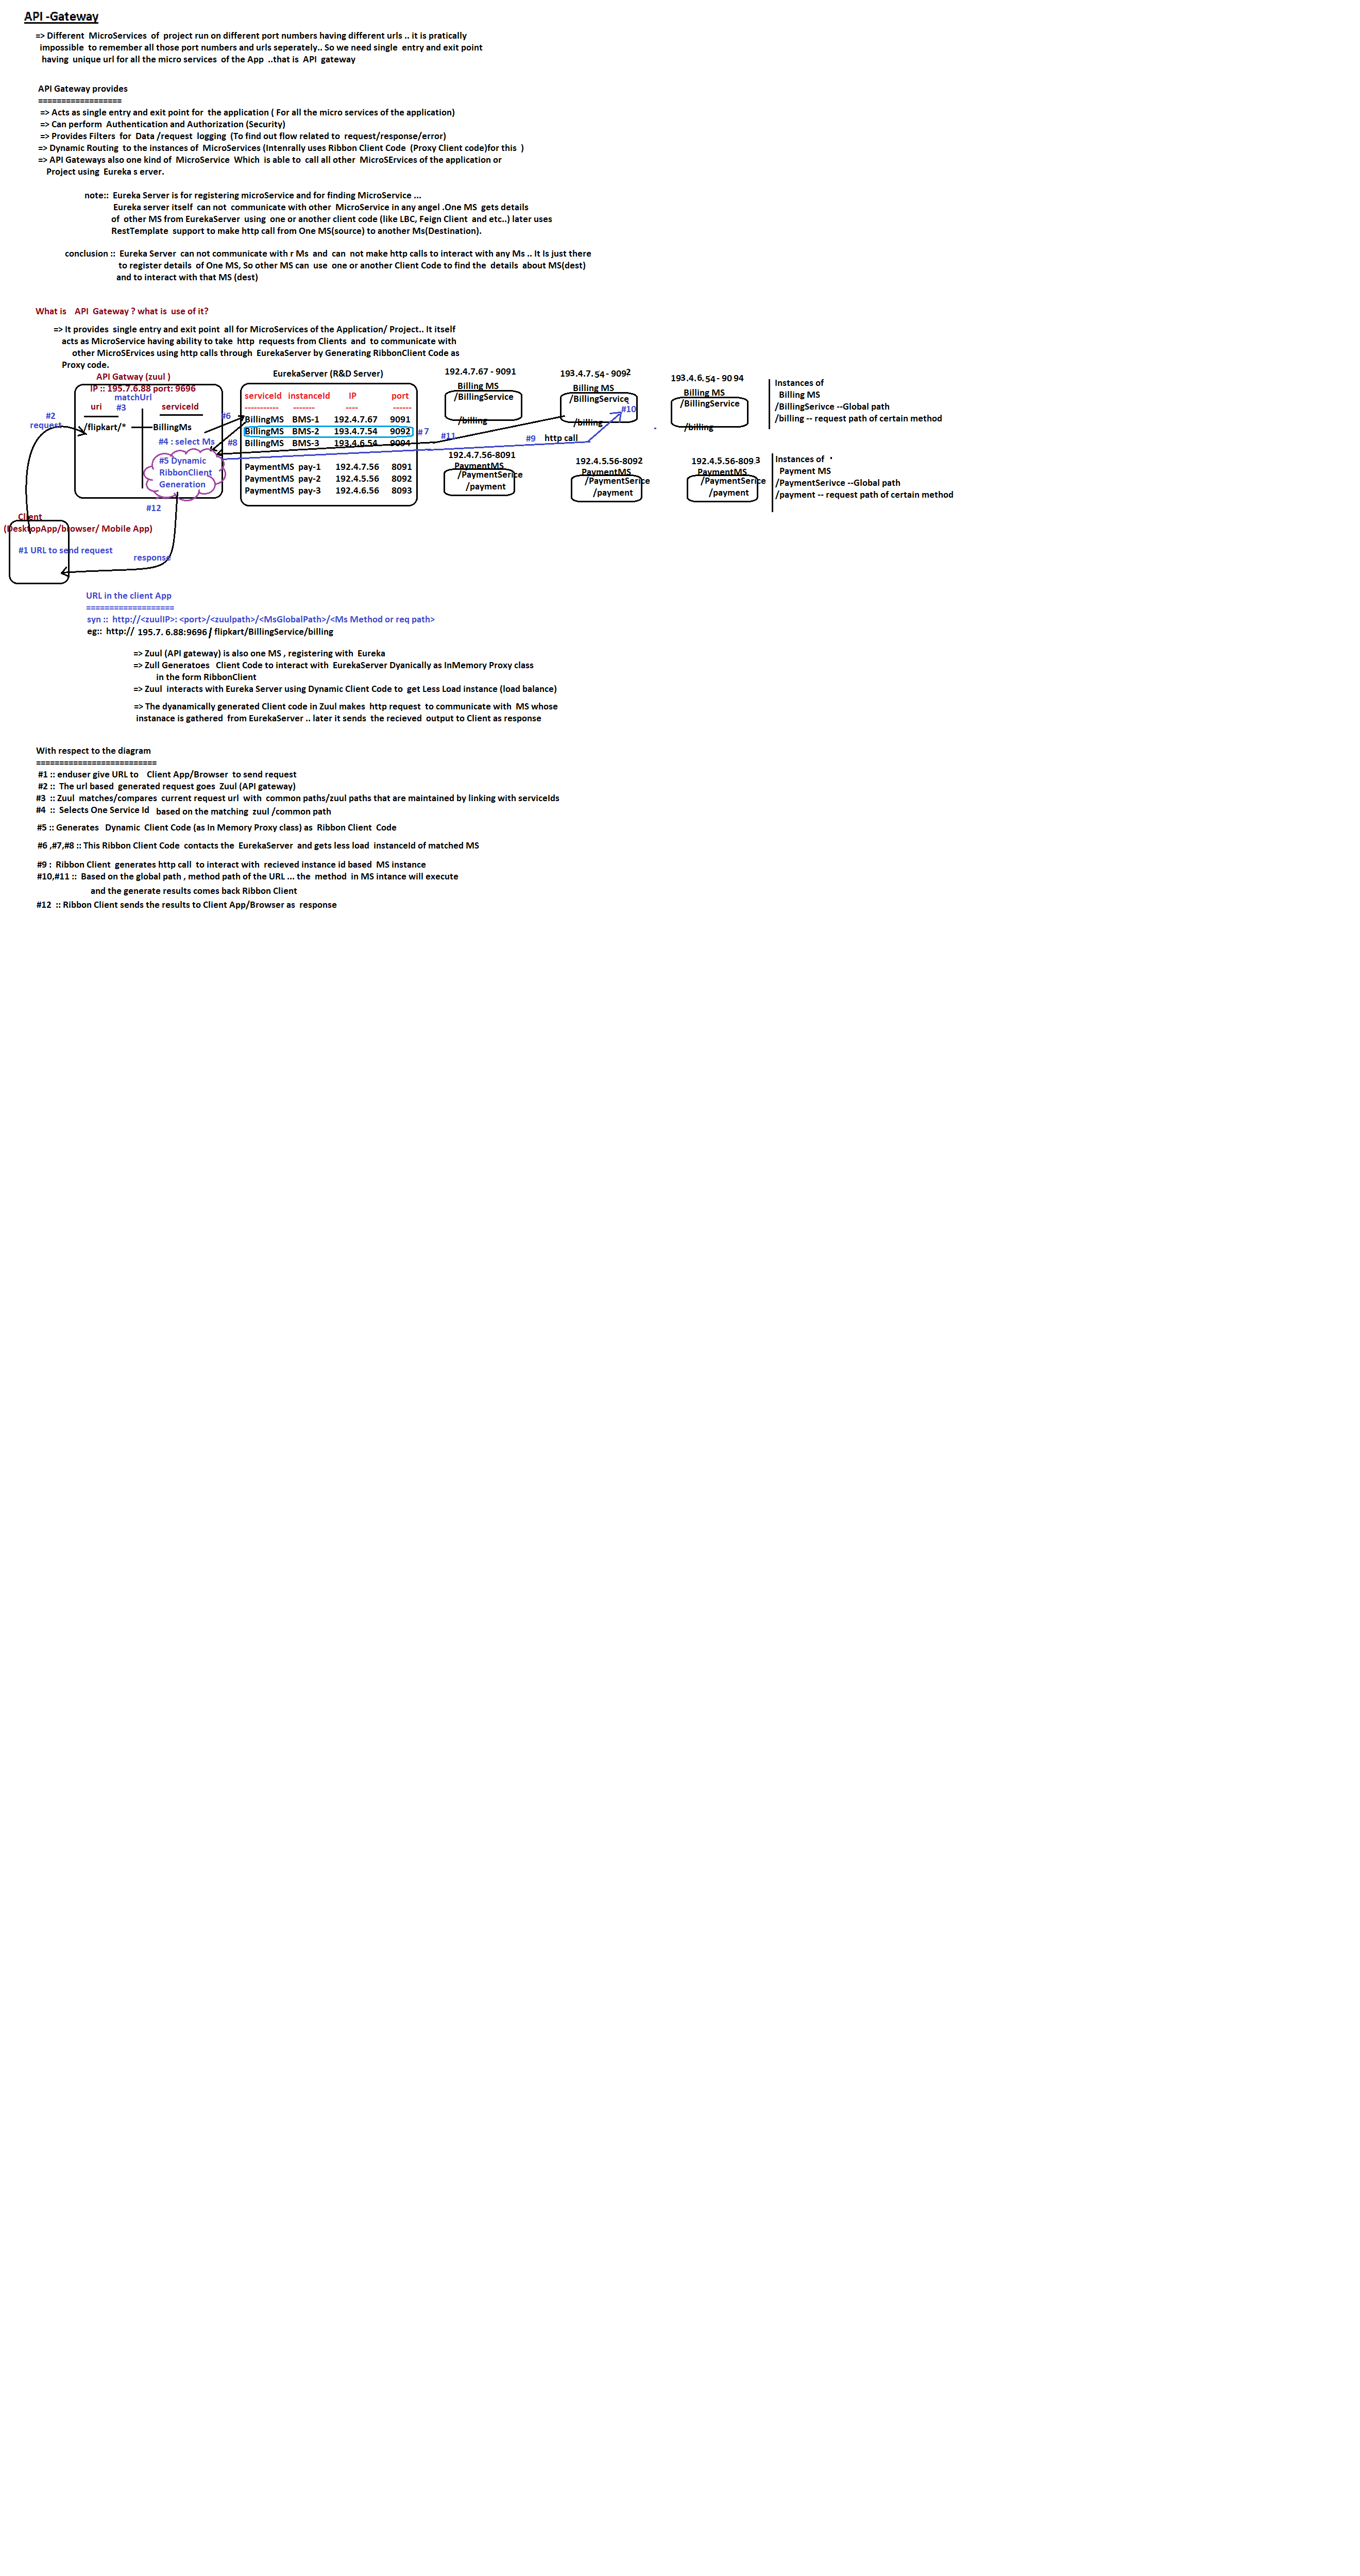 API -Gateway
=> Different MicroServices of project run on different port numbers having different urls .. it is pratically
impossible to remember all those port numbers and urls seperately.. So we need single entry and exit point
having unique url for all the micro services of the App ..that is API gateway
API Gateway provides
==================
=> Acts as single entry and exit point for the application ( For all the micro services of the application)
=> Can perform Authentication and Authorization (Security)
=> Provides Filters for Data /request logging (To find out flow related to request/response/error)
=> Dynamic Routing to the instances of MicroServices (Intenrally uses Ribbon Client Code (Proxy Client code)for this )
=> API Gateways also one kind of MicroService Which is able to call all other MicroSErvices of the application or
Project using Eureka s erver.
note:: Eureka Server is for registering microService and for finding MicroService ...
Eureka server itself can not communicate with other MicroService in any angel .One MS gets details
of other MS from EurekaServer using one or another client code (like LBC, Feign Client and etc..) later uses
RestTemplate support to make http call from One MS(source) to another Ms(Destination).
conclusion :: Eureka Server can not communicate with r Ms and can not make http calls to interact with any Ms .. It Is just there
to register details of One MS, So other MS can use one or another Client Code to find the details about MS(dest)
and to interact with that MS (dest)
What is API Gateway ? what is use of it?
=> It provides single entry and exit point all for MicroServices of the Application/ Project.. It itself
acts as MicroService having ability to take http requests from Clients and to communicate with
other MicroSErvices using http calls through EurekaServer by Generating RibbonClient Code as
Proxy code.
API Gatway (zuul )
IP :: 195.7.6.88 port: 9696
matchUrl
uri #3 serviceId
#2
request
/flipkart/* BillingMs
#4 : select Ms
#5 Dynamic
RibbonClient
Generation
#6
#8
#12
EurekaServer (R&D Server)
serviceId instanceId IP port
----------- ------- ---- ------
BillingMS BMS-1 192.4.7.67 9091
BillingMS BMS-2 193.4.7.54 9092
BillingMS BMS-3 193.4.6.54 9094
PaymentMS pay-1 192.4.7.56 8091
PaymentMS pay-2 192.4.5.56 8092
PaymentMS pay-3 192.4.6.56 8093
#7
#11
#9 http call
#10
192.4.7.67 - 9091
Billing MS
/BillingService
/billing
193.4.7.54 - 9092
Billing MS
/BillingService
/billing
193.4.6.54 - 9094
Billing MS
/BillingService
/billing
Instances of
Billing MS
/BillingSerivce --Global path
/billing -- request path of certain method
192.4.7.56-8091
PaymentMS
/PaymentSerice
/payment
192.4.5.56-8092
PaymentMS
/PaymentSerice
/payment
192.4.5.56-8093
PaymentMS
/PaymentSerice
/payment
Instances of
Payment MS
/PaymentSerivce --Global path
/payment -- request path of certain method
Client
(DesktopApp/browser/ Mobile App)
#1 URL to send request
response
URL in the client App
===================
syn :: http://<zuulIP>: <port>/<zuulpath>/<MsGlobalPath>/<Ms Method or req path>
eg:: http:// 195.7. 6.88:9696/ flipkart/BillingService/billing
=> Zuul (API gateway) is also one MS , registering with Eureka
=> Zull Generatoes Client Code to interact with EurekaServer Dyanically as InMemory Proxy class
in the form RibbonClient
=> Zuul interacts with Eureka Server using Dynamic Client Code to get Less Load instance (load balance)
=> The dyanamically generated Client code in Zuul makes http request to communicate with MS whose
instanace is gathered from EurekaServer .. later it sends the recieved output to Client as response
With respect to the diagram
==========================
#1 :: enduser give URL to Client App/Browser to send request
#2 :: The url based generated request goes Zuul (API gateway)
#3 :: Zuul matches/compares current request url with common paths/zuul paths that are maintained by linking with serviceIds
#4 :: Selects One Service Id based on the matching zuul /common path
#5 :: Generates Dynamic Client Code (as In Memory Proxy class) as Ribbon Client Code
#6 ,#7,#8 :: This Ribbon Client Code contacts the EurekaServer and gets less load instanceId of matched MS
#9 : Ribbon Client generates http call to interact with recieved instance id based MS instance
#10,#11 :: Based on the global path , method path of the URL ... the method in MS intance will execute
and the generate results comes back Ribbon Client
#12 :: Ribbon Client sends the results to Client App/Browser as response